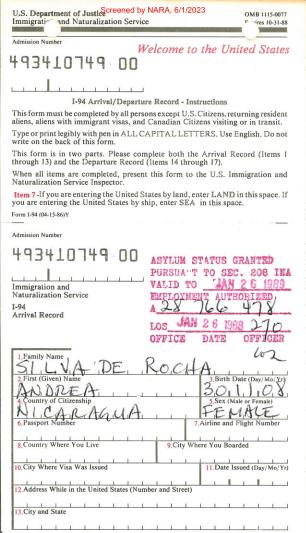 Screened by NARA, 6/1/2023
U.S. Department of Justice
OMB 1115-0077
Immigration and Naturalization Service
Expires 10-31-88
Admission Number
Welcome to the United States
493410749 00
I-94 Arrival/Departure Record - Instructions
This form must be completed by all persons except U.S. Citizens, returning resident
aliens, aliens with immigrant visas, and Canadian Citizens visiting or in transit.
Type or print legibly with pen in ALL CAPITAL LETTERS. Use English. Do not
write on the back of this form.
This form is in two parts. Please complete both the Arrival Record (Items 1
through 13) and the Departure Record (Items 14 through 17).
When all items are completed, present this form to the U.S. Immigration and
Naturalization Service Inspector.
Item 7 -If you are entering the United States by land, enter LAND in this space. If
you are entering the United States by ship, enter SEA in this space.
Form I-94 (04-15-86)Y
Admission Number
493410749 00
ASYLUM STATUS GRANTED
PURSUA'T TO SEC. 208 INA
VALID TO JAN 26 1989
EMPLOYMENT AUTHORIZED
Immigration and
Naturalization Service
A 28 766 478
I-94
Arrival Record
LOS JAN 26 1988 270
OFFICE DATE OFFICER
1.Family Name
SILVA DE ROCHA
2.First (Given) Name
3.Birth Date (Day/Mo/Yr)
ANDREA
4.Country of Citizenship
5.Sex (Male or Female)
NICARAGUA
FEMALE
6.Passport Number
7.Airline and Flight Number
8.Country Where You Live
9.City Where You Boarded
10.City Where Visa Was Issued
11.Date Issued (Day/Mo/Yr)
12.Address While in the United States (Number and Street)
13.City and State